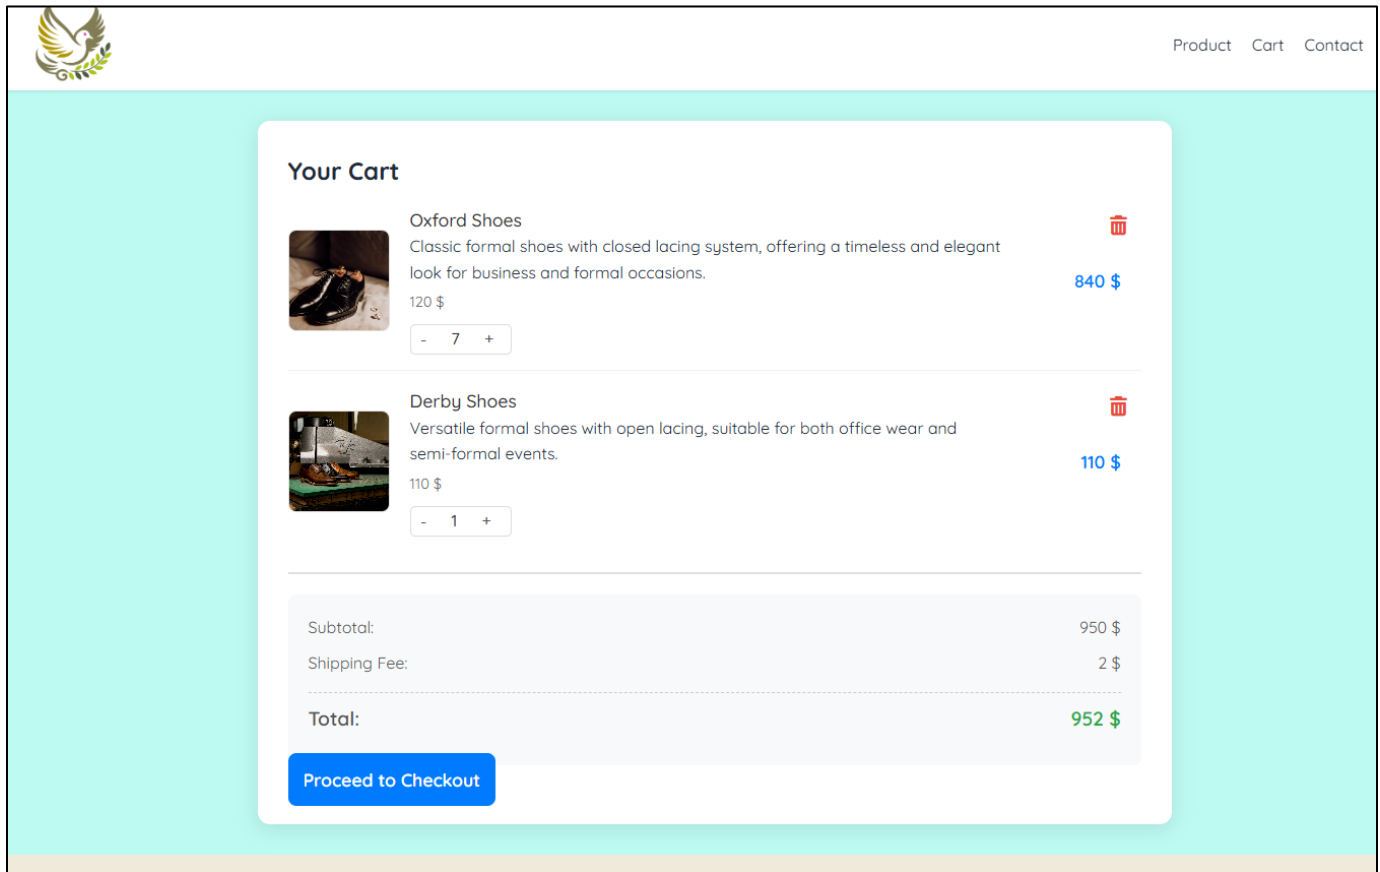 Product Cart Contact
Your Cart
Oxford Shoes
Classic formal shoes with closed lacing system, offering a timeless and elegant
look for business and formal occasions.
840 $
120 $
- 7 +
Derby Shoes
Versatile formal shoes with open lacing, suitable for both office wear and
semi-formal events.
110 $
110 $
- 1 +
Subtotal: 950 $
Shipping Fee: 2 $
Total: 952 $
Proceed to Checkout